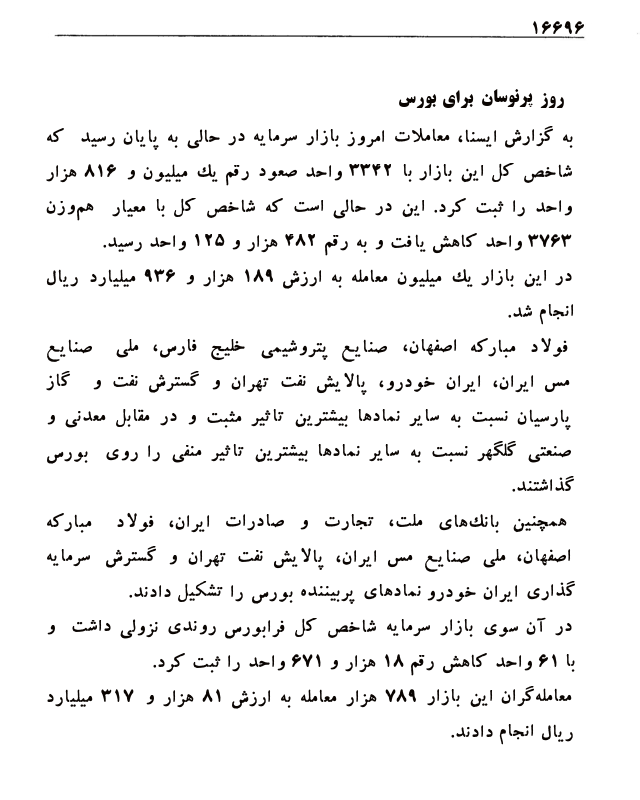 ۱۶۶۹۶
روز پرنوسان برای بورس
به گزارش ایسنا، معاملات امروز بازار سرمایه در حالی به پایان رسید که
شاخص کل این بازار با ۳۳۴۲ واحد صعود رقم یك میلیون و ۸۱۶ هزار
واحد را ثبت کرد. این در حالی است که شاخص کل با معیار هم‌وزن
۳۷۶۳ واحد کاهش یافت و به رقم ۴۸۲ هزار و ۱۲۵ واحد رسید.
در این بازار یك میلیون معامله به ارزش ۱۸۹ هزار و ۹۳۶ میلیارد ریال
انجام شد.
فولاد مبارکه اصفهان، صنایع پتروشیمی خلیج فارس، ملی صنایع
مس ایران، ایران خودرو، پالایش نفت تهران و گسترش نفت و گاز
پارسیان نسبت به سایر نمادها بیشترین تاثیر مثبت و در مقابل معدنی و
صنعتی گلگهر نسبت به سایر نمادها بیشترین تاثیر منفی را روی بورس
گذاشتند.
همچنین بانك‌های ملت، تجارت و صادرات ایران، فولاد مبارکه
اصفهان، ملی صنایع مس ایران، پالایش نفت تهران و گسترش سرمایه
گذاری ایران خودرو نمادهای پربیننده بورس را تشکیل دادند.
در آن سوی بازار سرمایه شاخص کل فرابورس روندی نزولی داشت و
با ۶۱ واحد کاهش رقم ۱۸ هزار و ۶۷۱ واحد را ثبت کرد.
معامله‌گران این بازار ۷۸۹ هزار معامله به ارزش ۸۱ هزار و ۳۱۷ میلیارد
ریال انجام دادند.